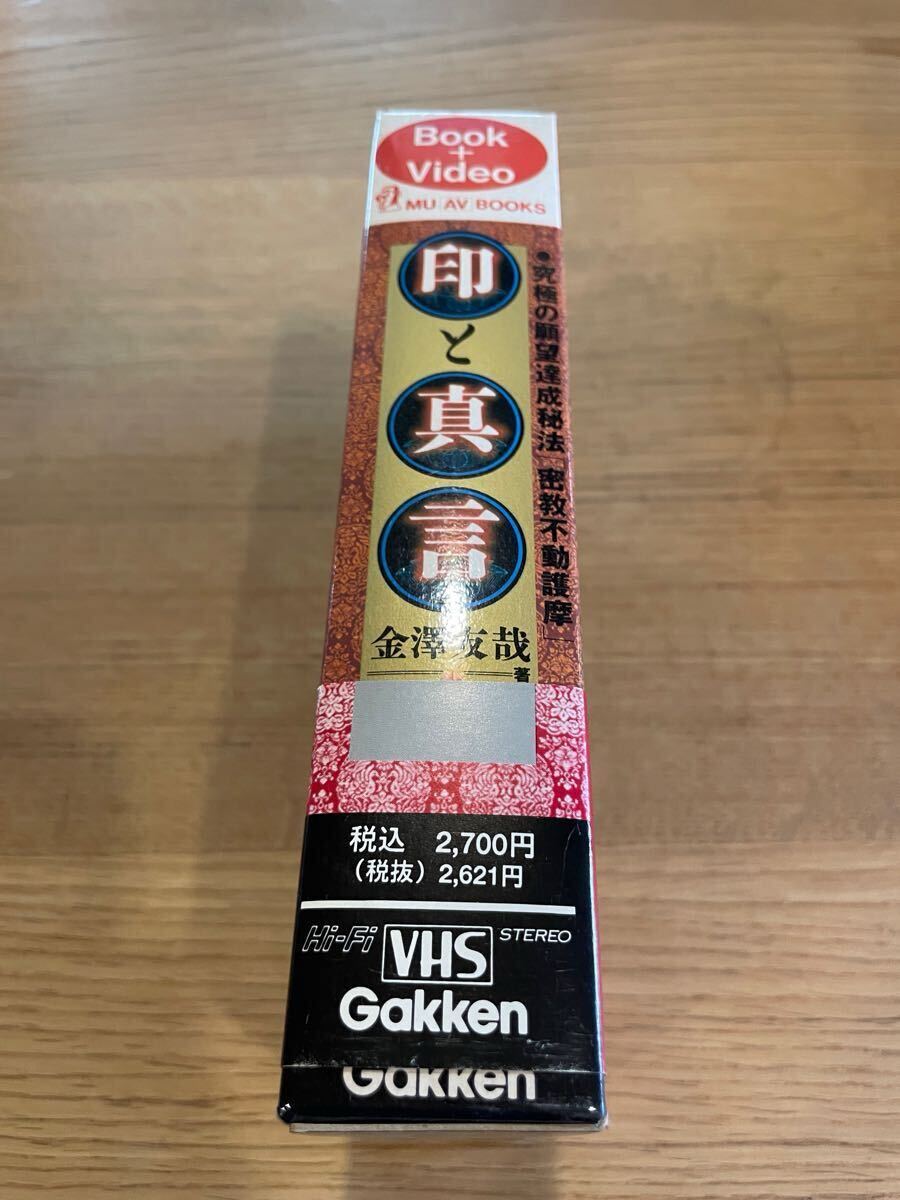 Book
+
Video
MU AV BOOKS
印と真言
●究極の願望達成秘法 密教不動護摩
金澤友哉
著
税込 2,700円
（税抜）2,621円
Hi-Fi VHS STEREO
Gakken
Gakken